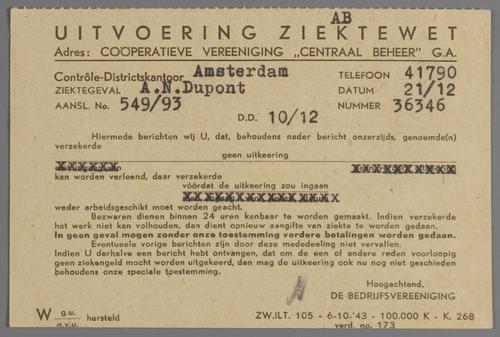 AB
UITVOERING ZIEKTEWET
Adres: COÖPERATIEVE VEREENIGING „CENTRAAL BEHEER" G.A.
Contrôle-Districtskantoor Amsterdam TELEFOON 41790
ZIEKTEGEVAL A.N.Dupont VAN 21/12
AANSL. No. 549/93 NUMMER 36346
D.D. 10/12
Hiermede berichten wij U, dat, behoudens nader bericht onzerzijds, genoemde(n)
verzekerde
geen uitkeering
XXXXXX XXXXXXXXXX
kan worden verleend, daar verzekerde
vóórdat de uitkeering zou ingaan
XXXXXXXXXXXXXXX
weder arbeidsgeschikt moet worden geacht.
Bezwaren dienen binnen 24 uren kenbaar te worden gemaakt. Indien verzekerde
het werk niet kan volhouden, dan dient opnieuw aangifte van ziekte te worden gedaan.
In geen geval mogen zonder onze toestemming verdere betalingen worden gedaan.
Eventueele vorige berichten zijn door deze mededeeling niet vervallen.
Indien U derhalve een bericht hebt ontvangen, dat om de een of andere reden voorloopig
geen ziekengeld mocht worden uitgekeerd, dan mag de uitkeering ook nu nog niet geschieden
behoudens onze speciale toestemming.
Hoogachtend,
DE BEDRIJFSVEREENIGING
W g.u. hersteld
n.v.u.
ZW.ILT. 105 - 6-10-'43 - 100.000 K - K. 268
verd. no. 173